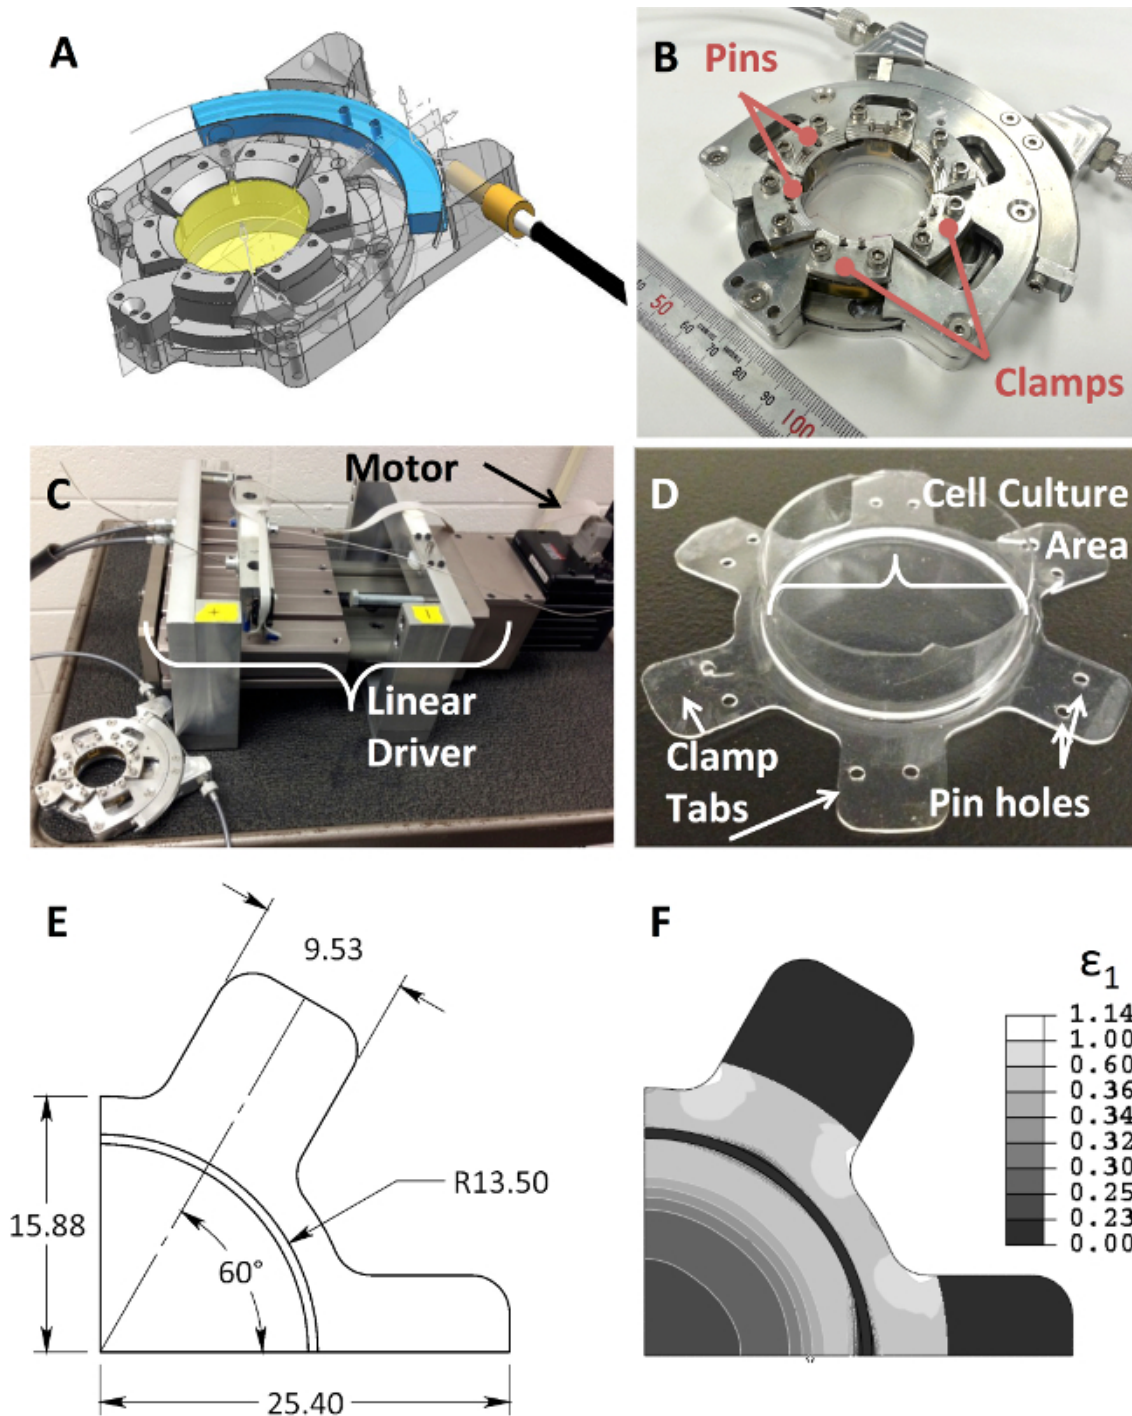 A
B
Pins
Clamps
50
60
70
80
90
100
C
Motor
+
-
Linear
Driver
D
Cell Culture
Area
Clamp
Tabs
Pin holes
E
9.53
R13.50
15.88
60°
25.40
F
ε1
1.14
1.00
0.60
0.36
0.34
0.32
0.30
0.25
0.23
0.00